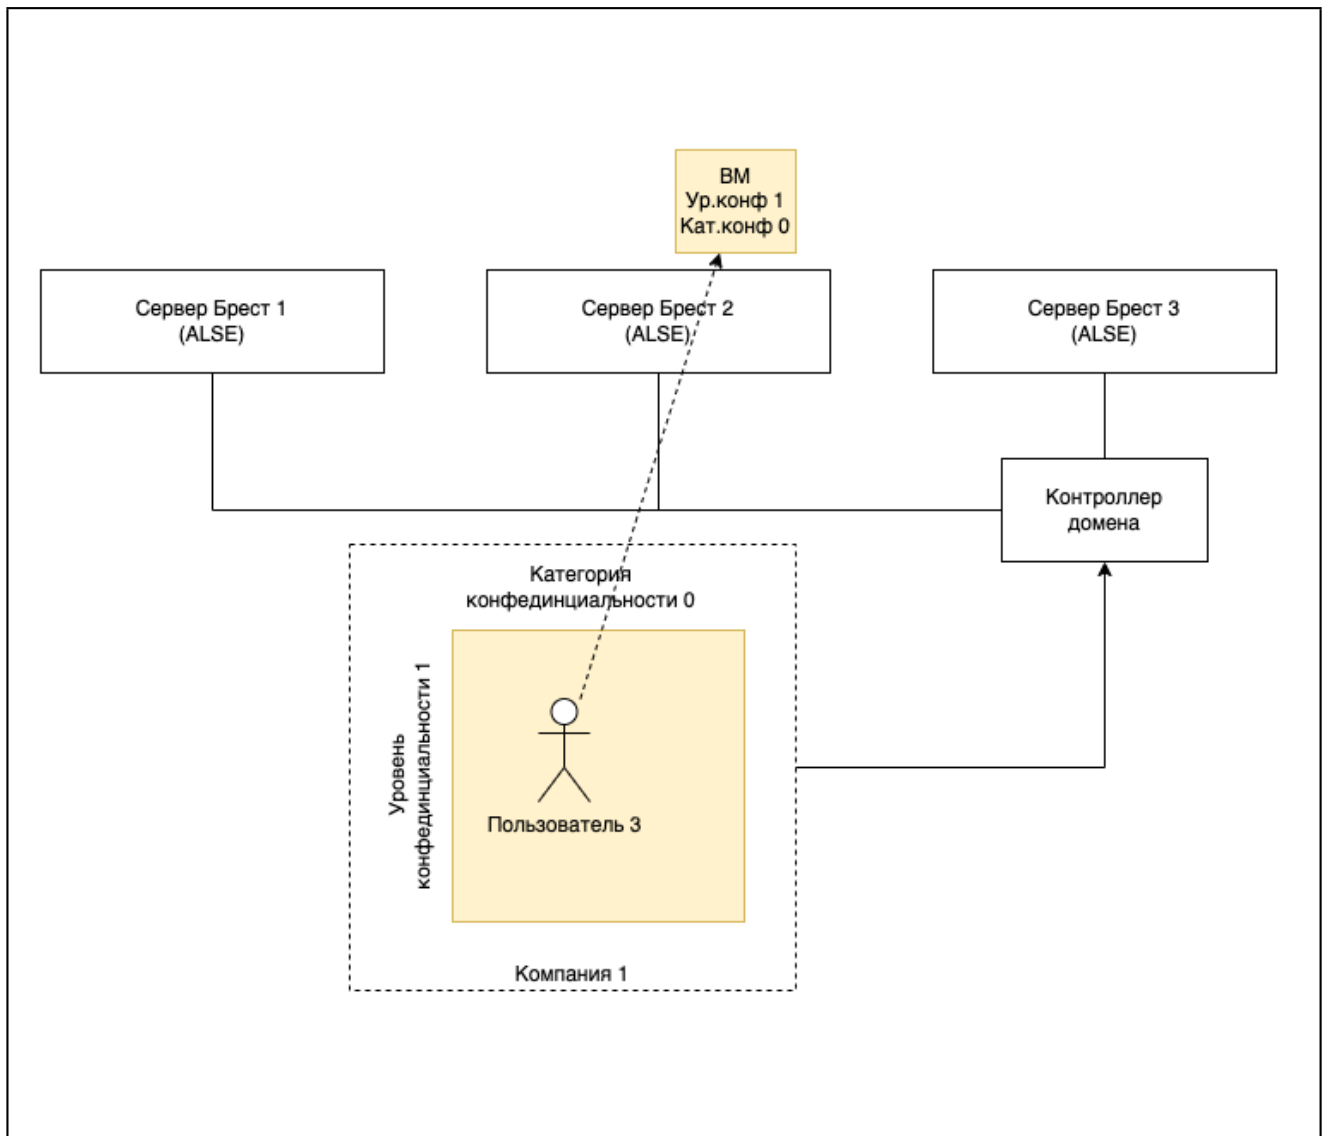 ВМ
Ур.конф 1
Кат.конф 0
Сервер Брест 1
(ALSE)
Сервер Брест 2
(ALSE)
Сервер Брест 3
(ALSE)
Контроллер
домена
Категория
конфединциальности 0
Уровень
конфединциальности 1
Пользователь 3
Компания 1